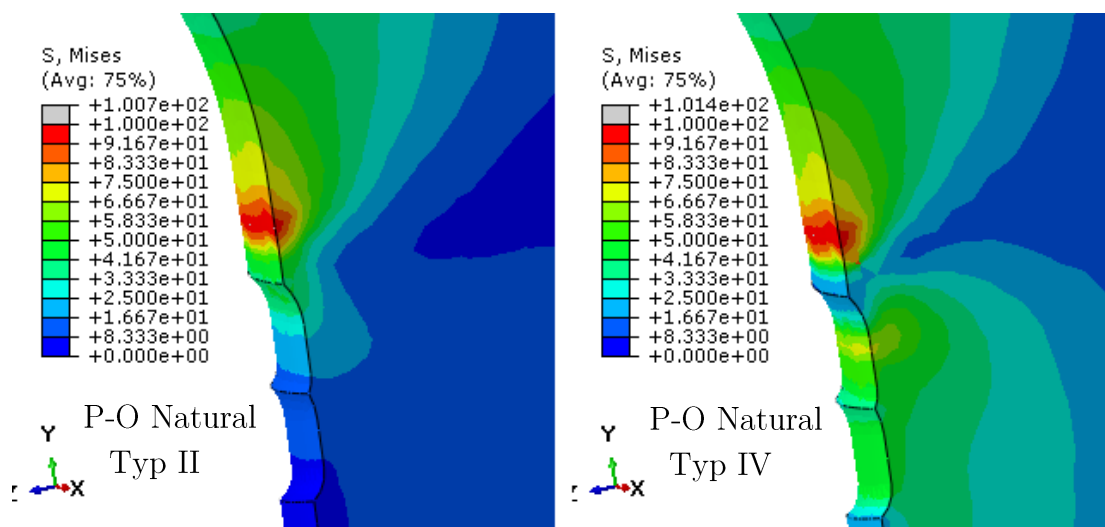 S, Mises
(Avg: 75%)
+1.007e+02
+1.000e+02
+9.167e+01
+8.333e+01
+7.500e+01
+6.667e+01
+5.833e+01
+5.000e+01
+4.167e+01
+3.333e+01
+2.500e+01
+1.667e+01
+8.333e+00
+0.000e+00
P-O Natural
Typ II
Y
Z
X
S, Mises
(Avg: 75%)
+1.014e+02
+1.000e+02
+9.167e+01
+8.333e+01
+7.500e+01
+6.667e+01
+5.833e+01
+5.000e+01
+4.167e+01
+3.333e+01
+2.500e+01
+1.667e+01
+8.333e+00
+0.000e+00
P-O Natural
Typ IV
Y
Z
X